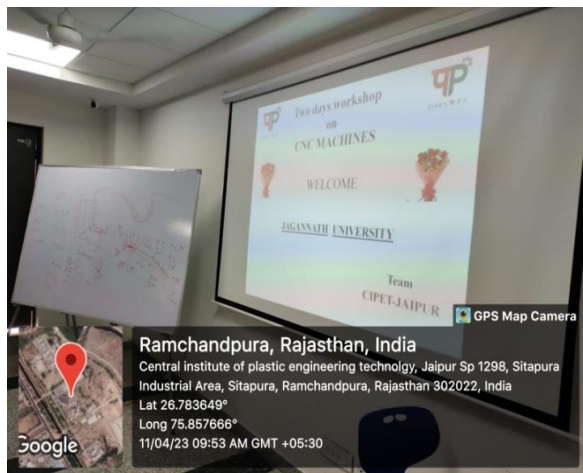 Two days workshop
on
CNC MACHINES
WELCOME
JAGANNATH UNIVERSITY
Team
CIPET-JAIPUR
GPS Map Camera
Ramchandpura, Rajasthan, India
Central institute of plastic engineering technolgy, Jaipur Sp 1298, Sitapura
Industrial Area, Sitapura, Ramchandpura, Rajasthan 302022, India
Lat 26.783649°
Long 75.857666°
11/04/23 09:53 AM GMT +05:30
Google